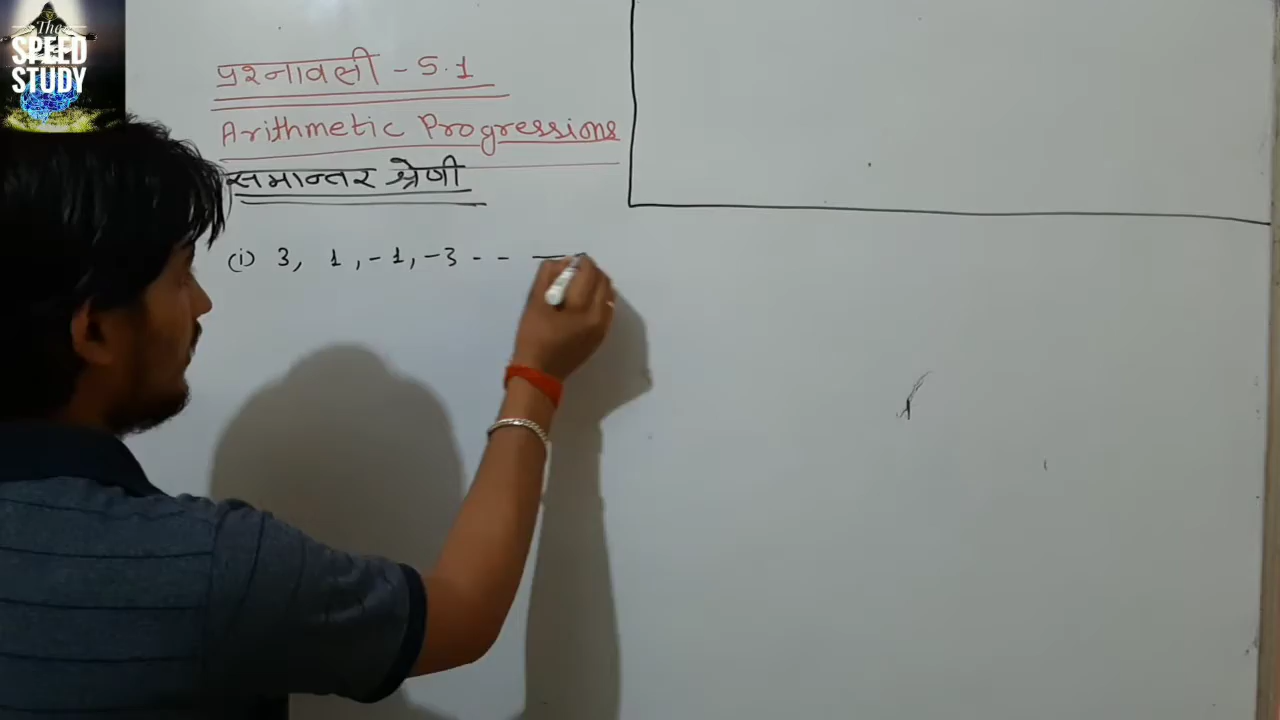 The
SPEED
STUDY
प्रश्नावली - 5.1
Arithmetic Progressions
समान्तर श्रेणी
(i) 3, 1, -1, -3 - - —